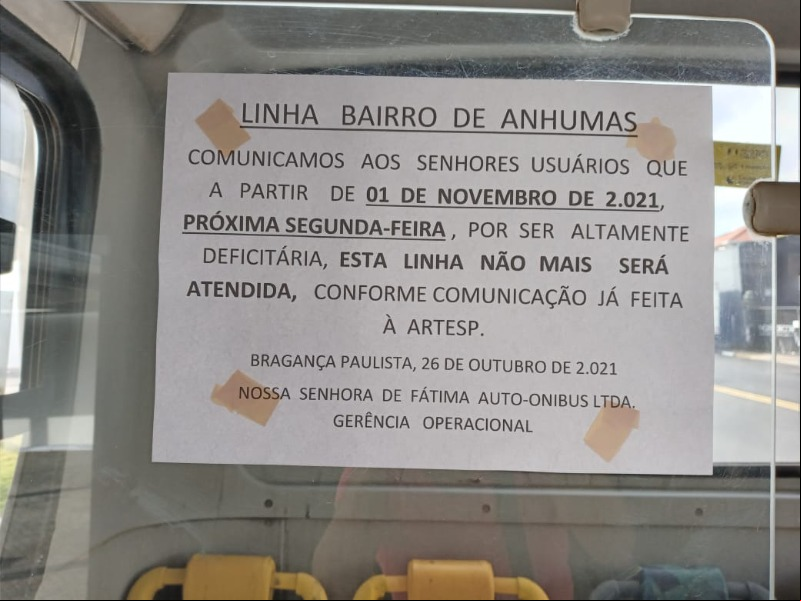 LINHA BAIRRO DE ANHUMAS
COMUNICAMOS AOS SENHORES USUÁRIOS QUE
A PARTIR DE 01 DE NOVEMBRO DE 2.021,
PRÓXIMA SEGUNDA-FEIRA, POR SER ALTAMENTE
DEFICITÁRIA, ESTA LINHA NÃO MAIS SERÁ
ATENDIDA, CONFORME COMUNICAÇÃO JÁ FEITA
À ARTESP.
BRAGANÇA PAULISTA, 26 DE OUTUBRO DE 2.021
NOSSA SENHORA DE FÁTIMA AUTO-ONIBUS LTDA.
GERÊNCIA OPERACIONAL